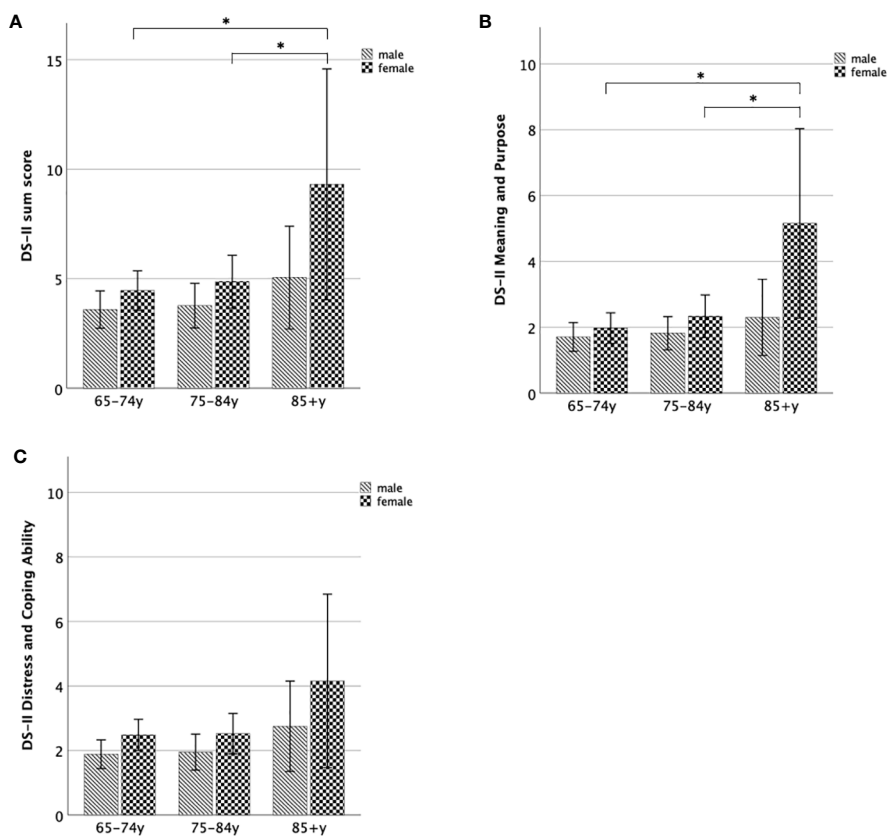 A
*
*
male
female
15
10
5
0
DS-II sum score
65-74y 75-84y 85+y
B
*
*
male
female
10
8
6
4
2
0
DS-II Meaning and Purpose
65-74y 75-84y 85+y
C
male
female
10
8
6
4
2
0
DS-II Distress and Coping Ability
65-74y 75-84y 85+y